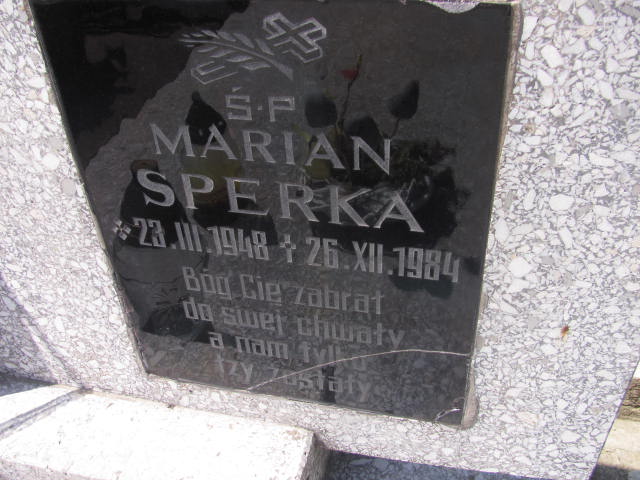 Ś.P
MARIAN
SPERKA
* 23.III.1948 + 26.XII.1984
Bóg Cię zabrał
do swej chwały
a nam tylko
łzy zostały